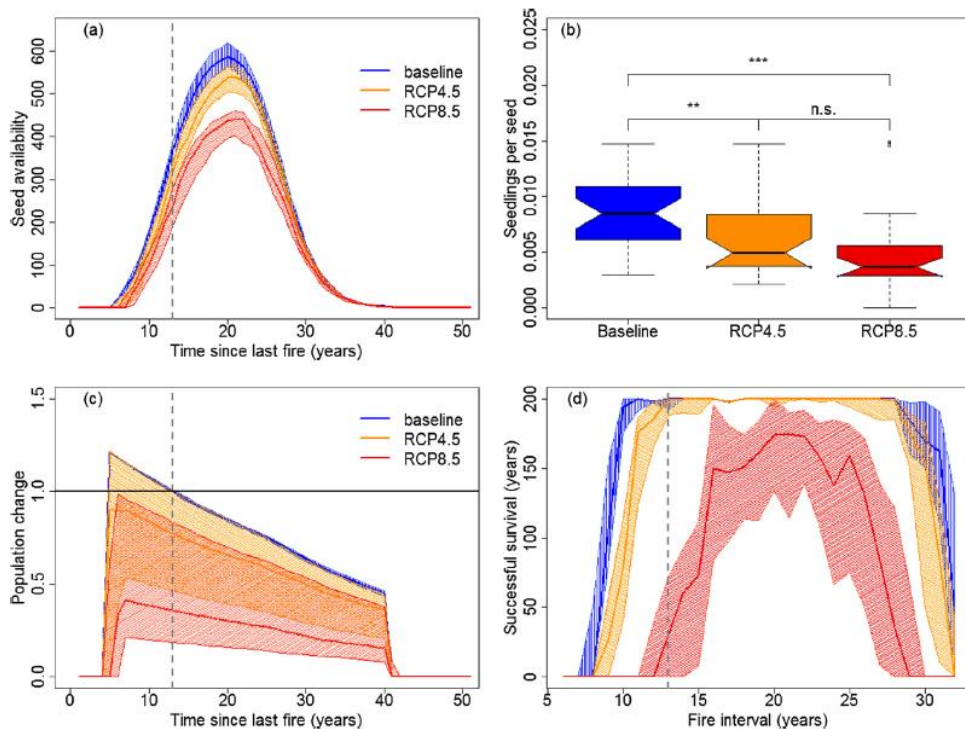 (a)
baseline
RCP4.5
RCP8.5
Seed availability
0 100 200 300 400 500 600
0 10 20 30 40 50
Time since last fire (years)
(b)
***
**
n.s.
Seedlings per seed
0.000 0.005 0.010 0.015 0.020 0.025
Baseline RCP4.5 RCP8.5
(c)
baseline
RCP4.5
RCP8.5
Population change
0.0 0.5 1.0 1.5
0 10 20 30 40 50
Time since last fire (years)
(d)
Successful survival (years)
0 50 100 150 200
5 10 15 20 25 30
Fire interval (years)